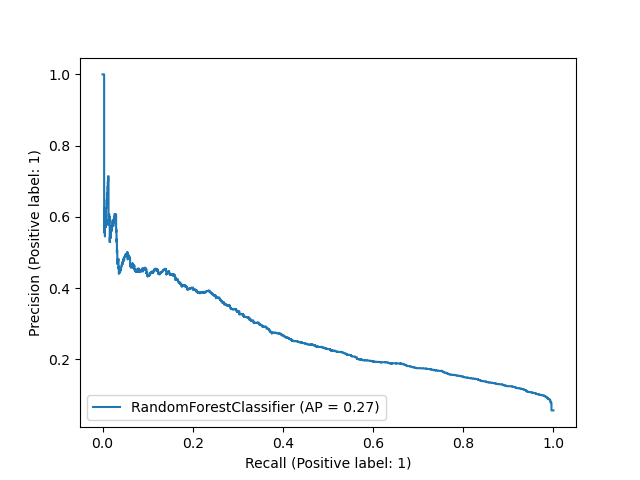 1.0
0.8
0.6
0.4
0.2
Precision (Positive label: 1)
RandomForestClassifier (AP = 0.27)
0.0 0.2 0.4 0.6 0.8 1.0
Recall (Positive label: 1)